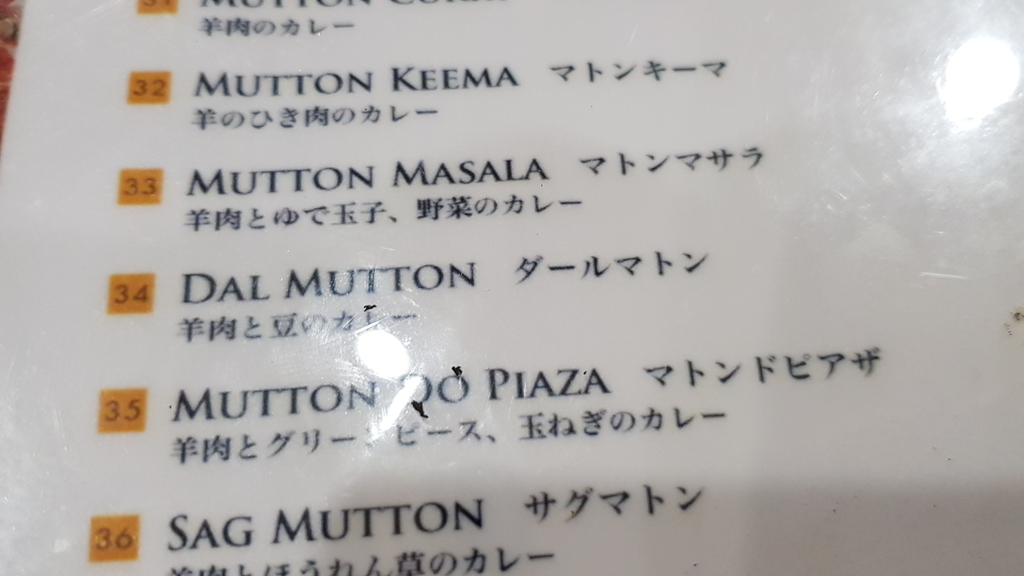 31 MUTTON CURRY
羊肉のカレー
32 MUTTON KEEMA マトンキーマ
羊のひき肉のカレー
33 MUTTON MASALA マトンマサラ
羊肉とゆで玉子、野菜のカレー
34 DAL MUTTON ダールマトン
羊肉と豆のカレー
35 MUTTON DO PIAZA マトンドピアザ
羊肉とグリーンピース、玉ねぎのカレー
36 SAG MUTTON サグマトン
羊肉とほうれん草のカレー